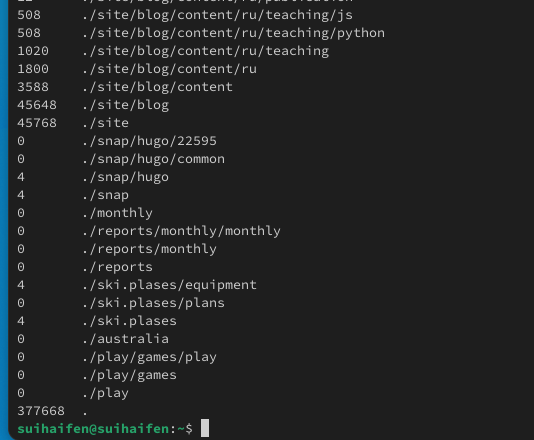 508 ./site/blog/content/ru/teaching/js
508 ./site/blog/content/ru/teaching/python
1020 ./site/blog/content/ru/teaching
1800 ./site/blog/content/ru
3588 ./site/blog/content
45648 ./site/blog
45768 ./site
0 ./snap/hugo/22595
0 ./snap/hugo/common
4 ./snap/hugo
4 ./snap
0 ./monthly
0 ./reports/monthly/monthly
0 ./reports/monthly
0 ./reports
4 ./ski.plases/equipment
0 ./ski.plases/plans
4 ./ski.plases
0 ./australia
0 ./play/games/play
0 ./play/games
0 ./play
377668 .
suihaifen@suihaifen:~$